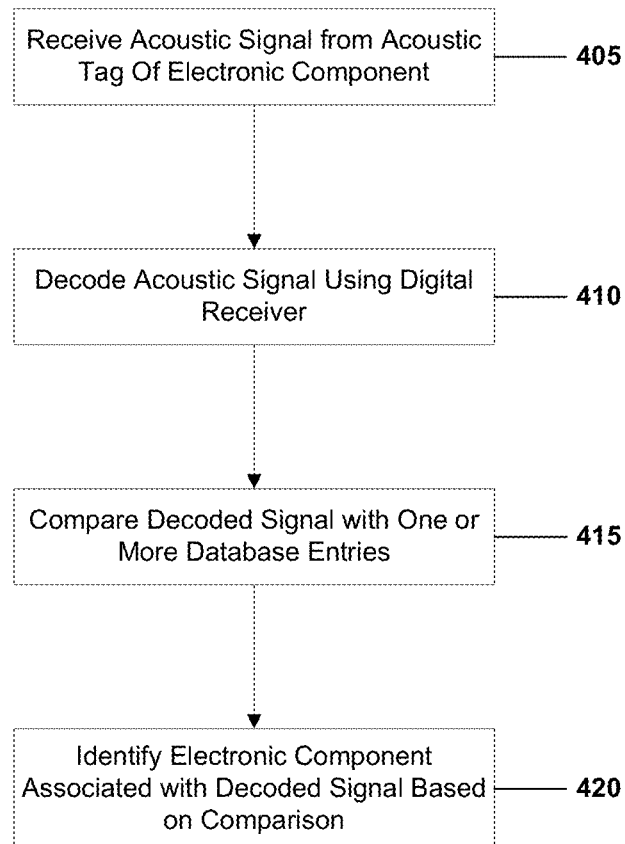 Receive Acoustic Signal from Acoustic
Tag Of Electronic Component
405
Decode Acoustic Signal Using Digital
Receiver
410
Compare Decoded Signal with One or
More Database Entries
415
Identify Electronic Component
Associated with Decoded Signal Based
on Comparison
420